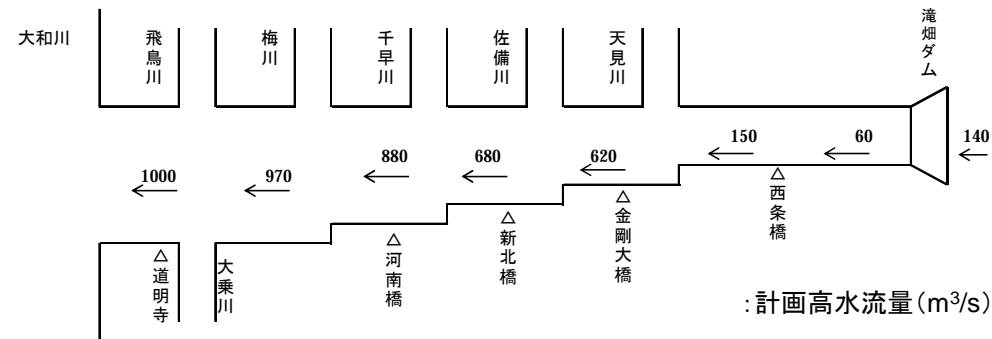 大和川
飛鳥川
梅川
千早川
佐備川
天見川
滝畑ダム
1000
970
880
680
620
150
60
140
△道明寺
大乗川
△河南橋
△新北橋
△金剛大橋
△西条橋
:計画高水流量(m³/s)